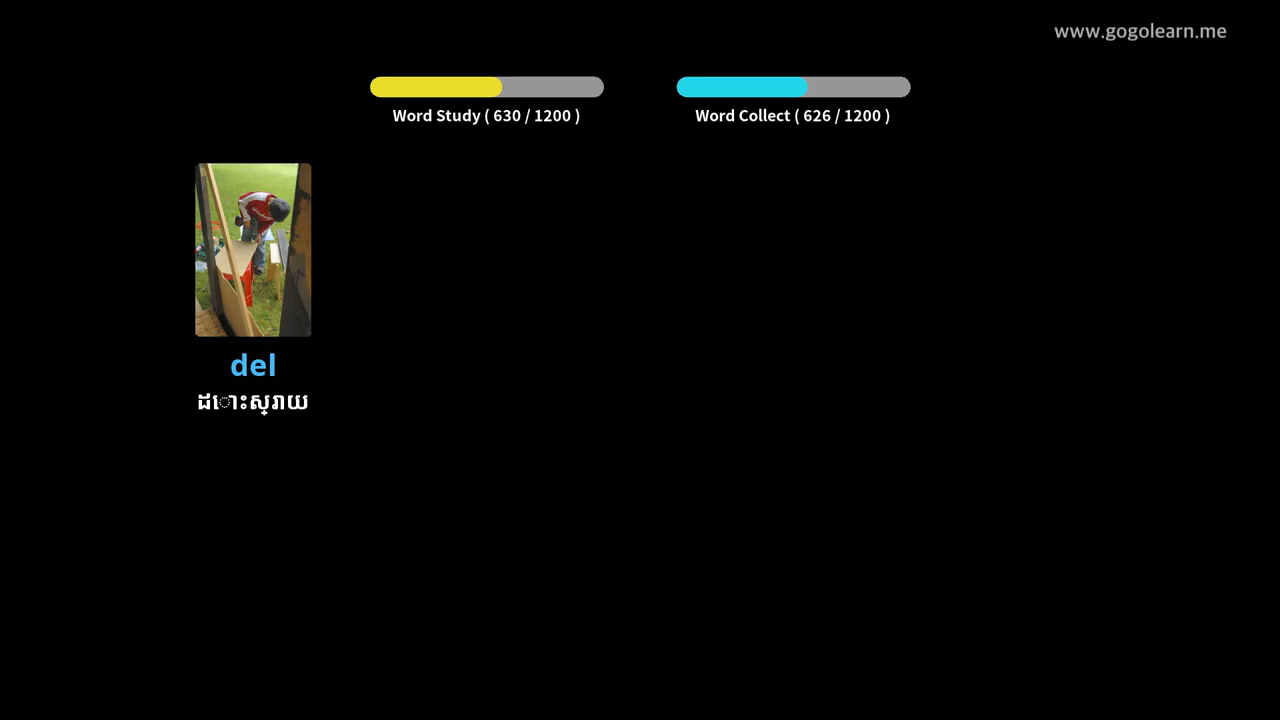 www.gogolearn.me
Word Study ( 630 / 1200 )
Word Collect ( 626 / 1200 )
del
ដោះស្រាយ